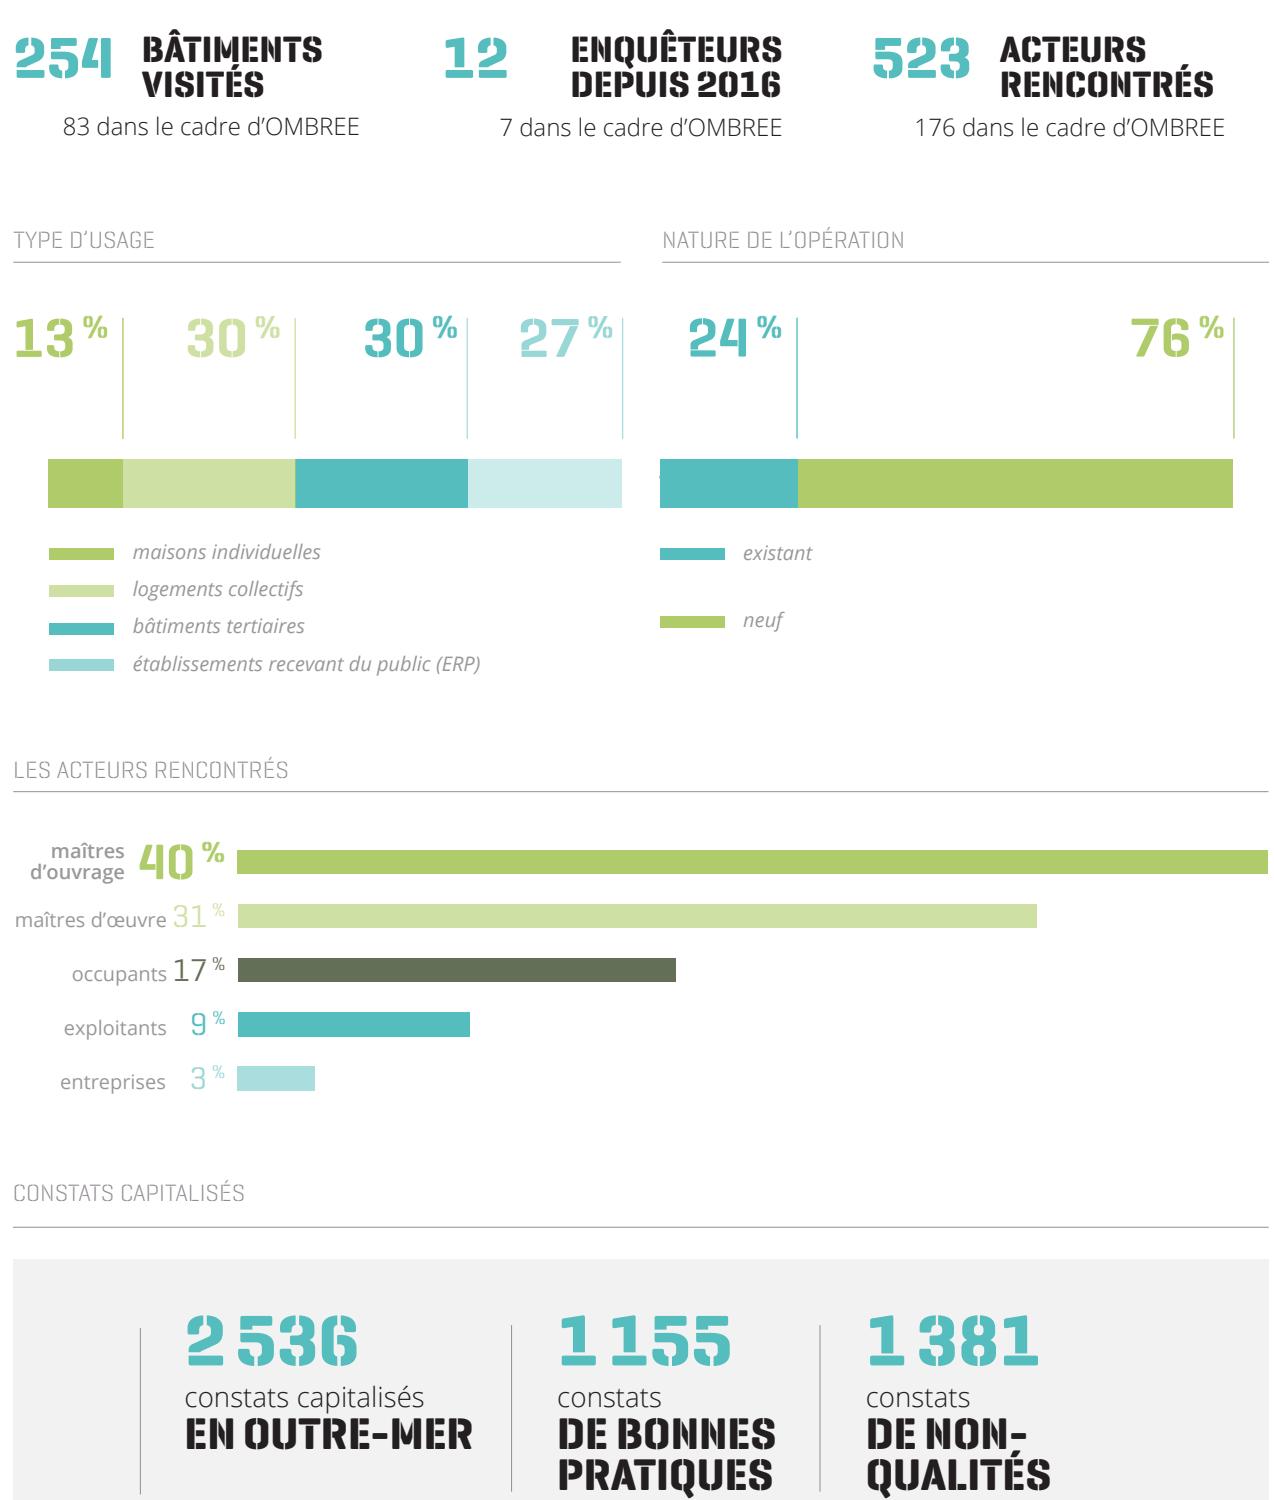 254 BÂTIMENTS VISITÉS
83 dans le cadre d’OMBREE
12 ENQUÊTEURS DEPUIS 2016
7 dans le cadre d’OMBREE
523 ACTEURS RENCONTRÉS
176 dans le cadre d’OMBREE
TYPE D’USAGE
13 % 30 % 30 % 27 %
maisons individuelles
logements collectifs
bâtiments tertiaires
établissements recevant du public (ERP)
NATURE DE L’OPÉRATION
24 % 76 %
existant
neuf
LES ACTEURS RENCONTRÉS
maîtres d’ouvrage 40 %
maîtres d’œuvre 31 %
occupants 17 %
exploitants 9 %
entreprises 3 %
CONSTATS CAPITALISÉS
2 536
constats capitalisés
EN OUTRE-MER
1 155
constats
DE BONNES
PRATIQUES
1 381
constats
DE NON-
QUALITÉS